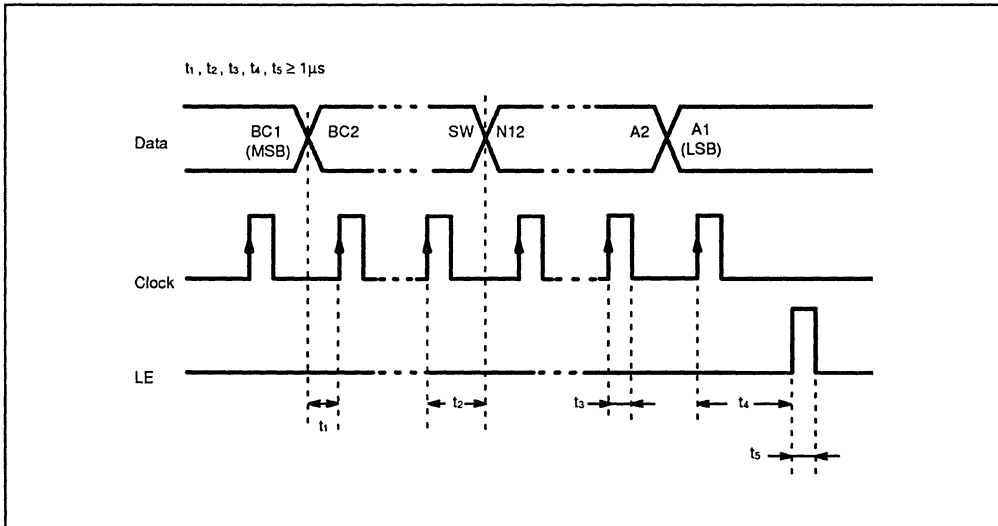 t₁ , t₂ , t₃ , t₄ , t₅ ≥ 1µs
Data
BC1
(MSB)
BC2
SW
N12
A2
A1
(LSB)
Clock
LE
t₁
t₂
t₃
t₄
t₅